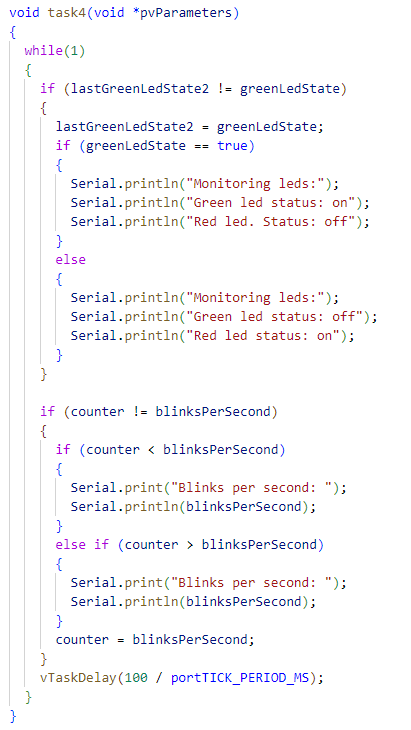 void task4(void *pvParameters)
{
  while(1)
  {
    if (lastGreenLedState2 != greenLedState)
    {
      lastGreenLedState2 = greenLedState;
      if (greenLedState == true)
      {
        Serial.println("Monitoring leds:");
        Serial.println("Green led status: on");
        Serial.println("Red led. Status: off");
      }
      else
      {
        Serial.println("Monitoring leds:");
        Serial.println("Green led status: off");
        Serial.println("Red led status: on");
      }
    }

    if (counter != blinksPerSecond)
    {
      if (counter < blinksPerSecond)
      {
        Serial.print("Blinks per second: ");
        Serial.println(blinksPerSecond);
      }
      else if (counter > blinksPerSecond)
      {
        Serial.print("Blinks per second: ");
        Serial.println(blinksPerSecond);
      }
      counter = blinksPerSecond;
    }
    vTaskDelay(100 / portTICK_PERIOD_MS);
  }
}